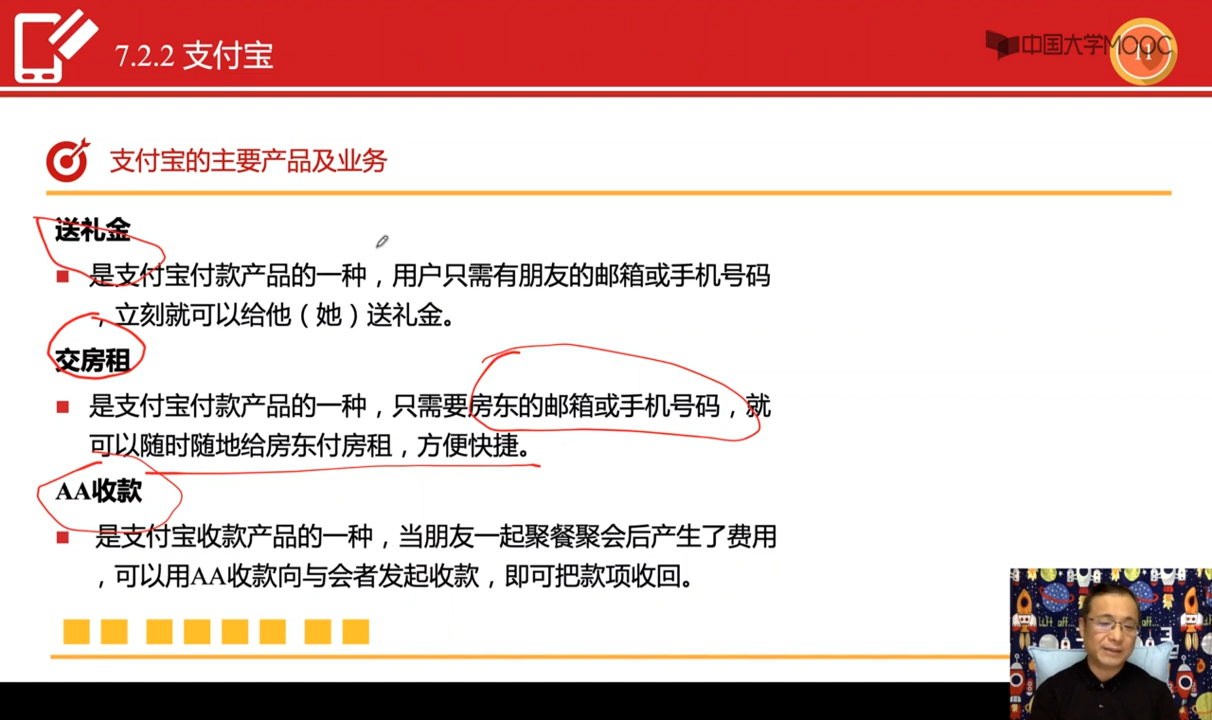 7.2.2 支付宝
中国大学MOOC
11
支付宝的主要产品及业务
送礼金
是支付宝付款产品的一种，用户只需有朋友的邮箱或手机号码
，立刻就可以给他（她）送礼金。
交房租
是支付宝付款产品的一种，只需要房东的邮箱或手机号码，就
可以随时随地给房东付房租，方便快捷。
AA收款
是支付宝收款产品的一种，当朋友一起聚餐聚会后产生了费用
，可以用AA收款向与会者发起收款，即可把款项收回。